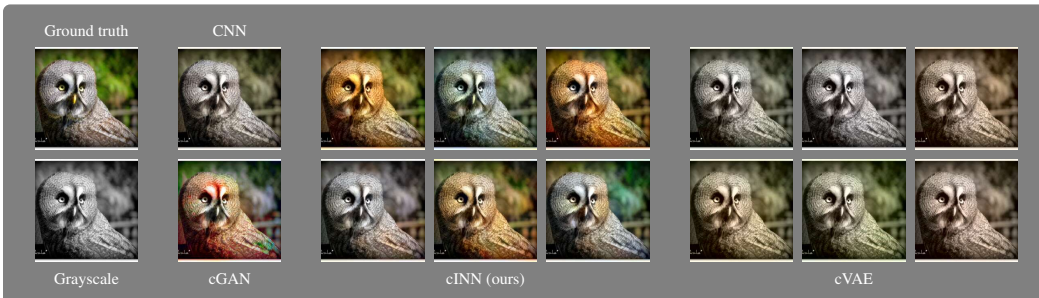 Ground truth
CNN
Grayscale
cGAN
cINN (ours)
cVAE